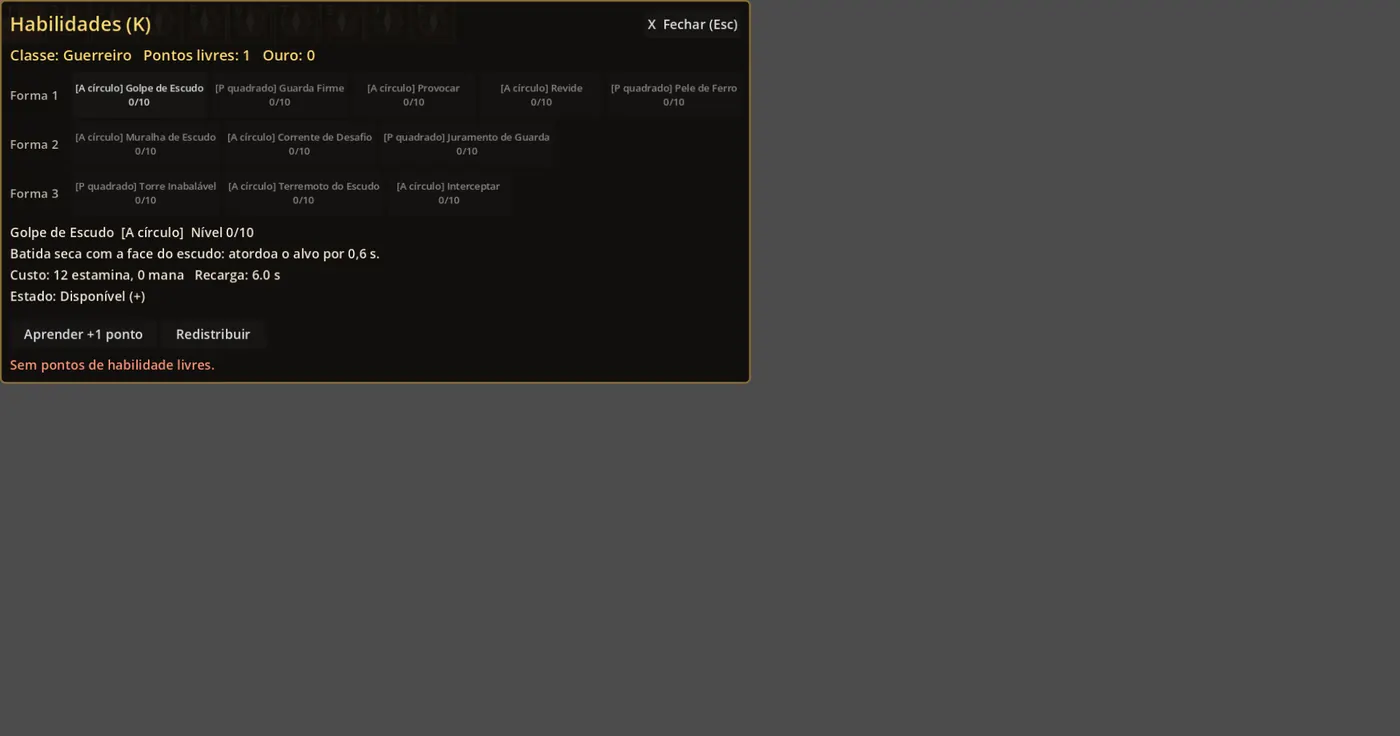 Habilidades (K)
X Fechar (Esc)
Classe: Guerreiro Pontos livres: 1 Ouro: 0
Forma 1
[A círculo] Golpe de Escudo
0/10
[P quadrado] Guarda Firme
0/10
[A círculo] Provocar
0/10
[A círculo] Revide
0/10
[P quadrado] Pele de Ferro
0/10
Forma 2
[A círculo] Muralha de Escudo
0/10
[A círculo] Corrente de Desafio
0/10
[P quadrado] Juramento de Guarda
0/10
Forma 3
[P quadrado] Torre Inabalável
0/10
[A círculo] Terremoto do Escudo
0/10
[A círculo] Interceptar
0/10
Golpe de Escudo [A círculo] Nível 0/10
Batida seca com a face do escudo: atordoa o alvo por 0,6 s.
Custo: 12 estamina, 0 mana Recarga: 6.0 s
Estado: Disponível (+)
Aprender +1 ponto
Redistribuir
Sem pontos de habilidade livres.